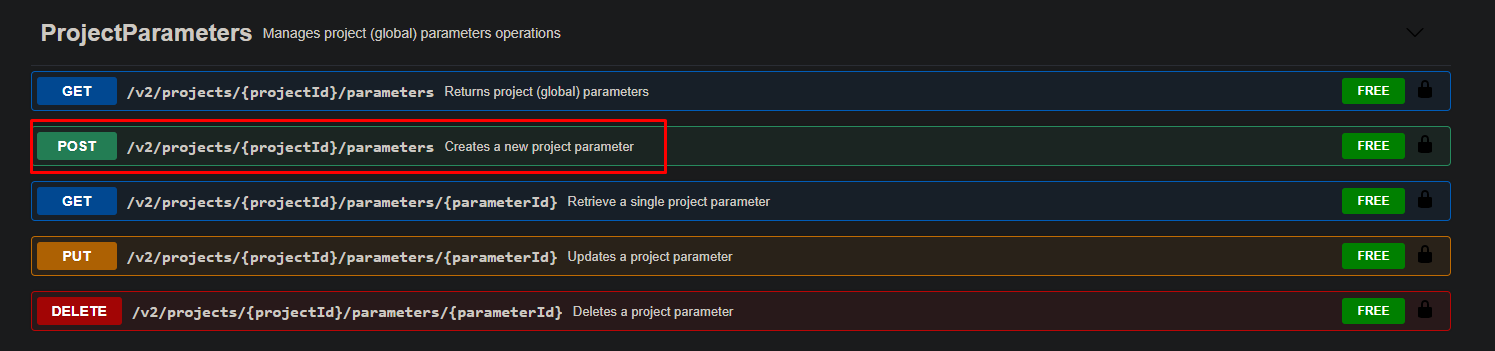 ProjectParameters Manages project (global) parameters operations
GET /v2/projects/{projectId}/parameters Returns project (global) parameters FREE
POST /v2/projects/{projectId}/parameters Creates a new project parameter FREE
GET /v2/projects/{projectId}/parameters/{parameterId} Retrieve a single project parameter FREE
PUT /v2/projects/{projectId}/parameters/{parameterId} Updates a project parameter FREE
DELETE /v2/projects/{projectId}/parameters/{parameterId} Deletes a project parameter FREE